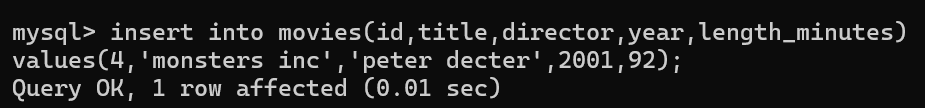 mysql> insert into movies(id,title,director,year,length_minutes)
values(4,'monsters inc','peter decter',2001,92);
Query OK, 1 row affected (0.01 sec)